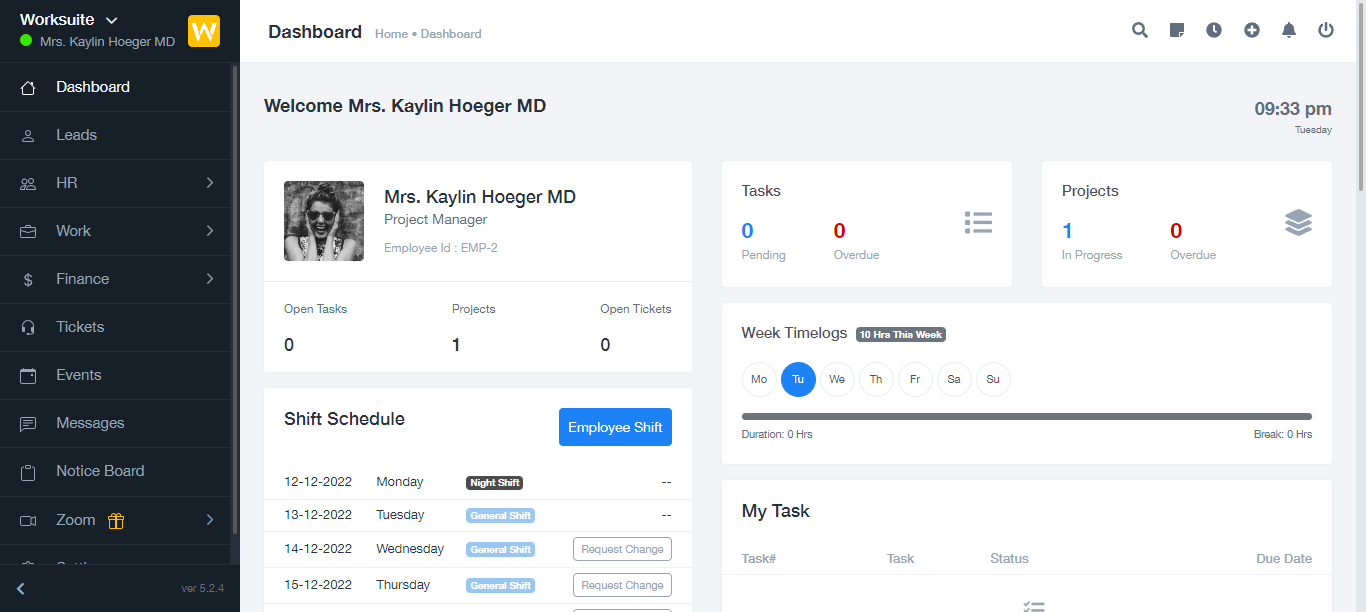 Worksuite
Mrs. Kaylin Hoeger MD
W
Dashboard
Leads
HR
Work
Finance
Tickets
Events
Messages
Notice Board
Zoom
ver 5.2.4
Dashboard Home • Dashboard
Welcome Mrs. Kaylin Hoeger MD
09:33 pm
Tuesday
Mrs. Kaylin Hoeger MD
Project Manager
Employee Id : EMP-2
Open Tasks Projects Open Tickets
0 1 0
Shift Schedule
Employee Shift
12-12-2022 Monday Night Shift --
13-12-2022 Tuesday General Shift --
14-12-2022 Wednesday General Shift Request Change
15-12-2022 Thursday General Shift Request Change
Tasks
0 0
Pending Overdue
Projects
1 0
In Progress Overdue
Week Timelogs 10 Hrs This Week
Mo Tu We Th Fr Sa Su
Duration: 0 Hrs Break: 0 Hrs
My Task
Task# Task Status Due Date